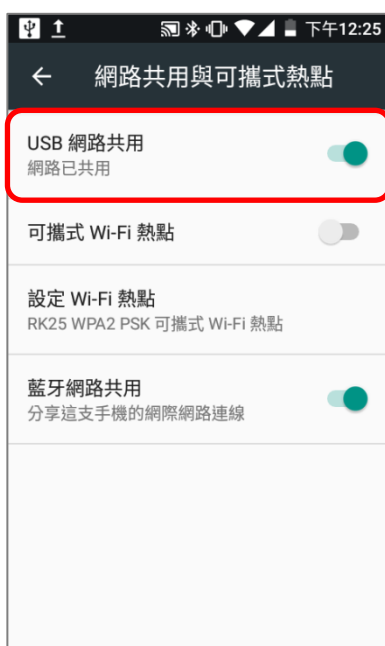 下午12:25
網路共用與可攜式熱點
USB 網路共用
網路已共用
可攜式 Wi-Fi 熱點
設定 Wi-Fi 熱點
RK25 WPA2 PSK 可攜式 Wi-Fi 熱點
藍牙網路共用
分享這支手機的網際網路連線